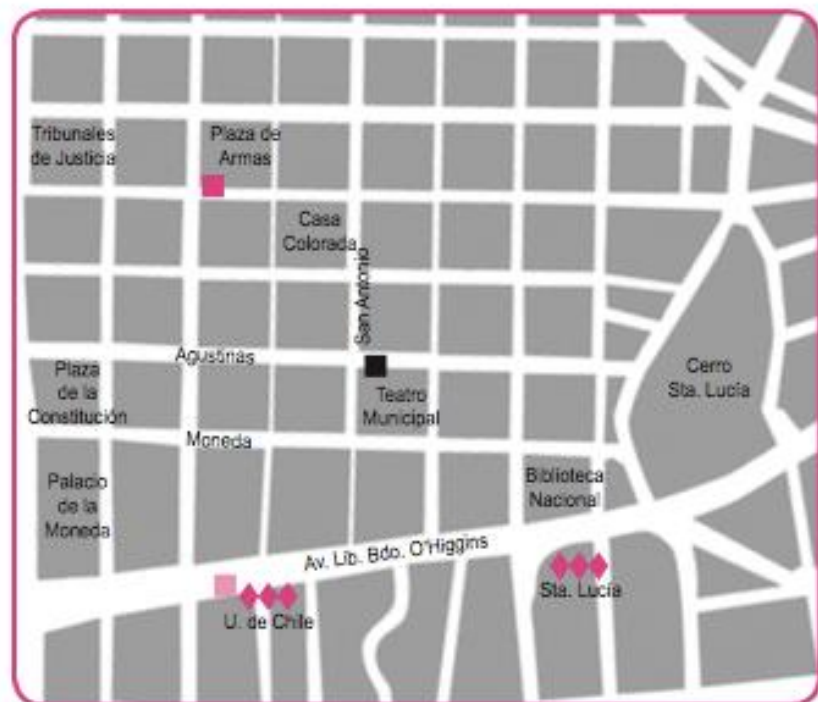 Tribunales
de Justicia
Plaza de
Armas
Casa
Colorada
San Antonio
Agustinas
Plaza
de la
Constitución
Teatro
Municipal
Cerro
Sta. Lucía
Moneda
Palacio
de la
Moneda
Biblioteca
Nacional
Av. Lib. Bdo. O'Higgins
Sta. Lucía
U. de Chile